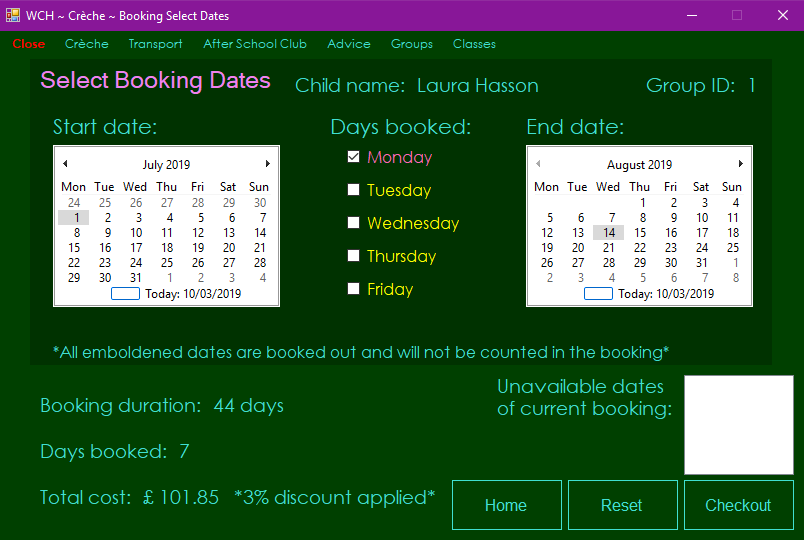 WCH ~ Crèche ~ Booking Select Dates
Close Crèche Transport After School Club Advice Groups Classes
Select Booking Dates Child name: Laura Hasson Group ID: 1
Start date: Days booked: End date:
July 2019
Mon Tue Wed Thu Fri Sat Sun
24 25 26 27 28 29 30
1 2 3 4 5 6 7
8 9 10 11 12 13 14
15 16 17 18 19 20 21
22 23 24 25 26 27 28
29 30 31 1 2 3 4
Today: 10/03/2019
Monday
Tuesday
Wednesday
Thursday
Friday
August 2019
Mon Tue Wed Thu Fri Sat Sun
1 2 3 4
5 6 7 8 9 10 11
12 13 14 15 16 17 18
19 20 21 22 23 24 25
26 27 28 29 30 31 1
2 3 4 5 6 7 8
Today: 10/03/2019
*All emboldened dates are booked out and will not be counted in the booking*
Booking duration: 44 days
Days booked: 7
Total cost: £ 101.85 *3% discount applied*
Unavailable dates
of current booking:
Home Reset Checkout